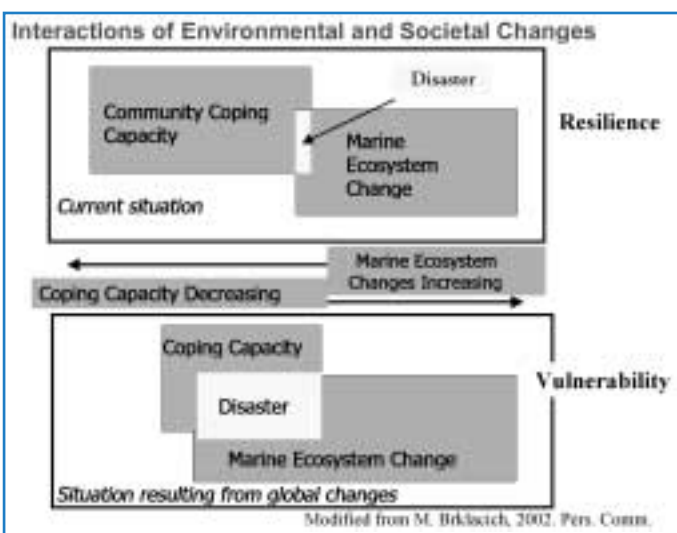 Interactions of Environmental and Societal Changes
Disaster
Community Coping
Capacity
Resilience
Marine
Ecosystem
Change
Current situation
Marine Ecosystem
Changes Increasing
Coping Capacity Decreasing
Coping Capacity
Vulnerability
Disaster
Marine Ecosystem Change
Situation resulting from global changes
Modified from M. Brklacich, 2002. Pers. Comm.